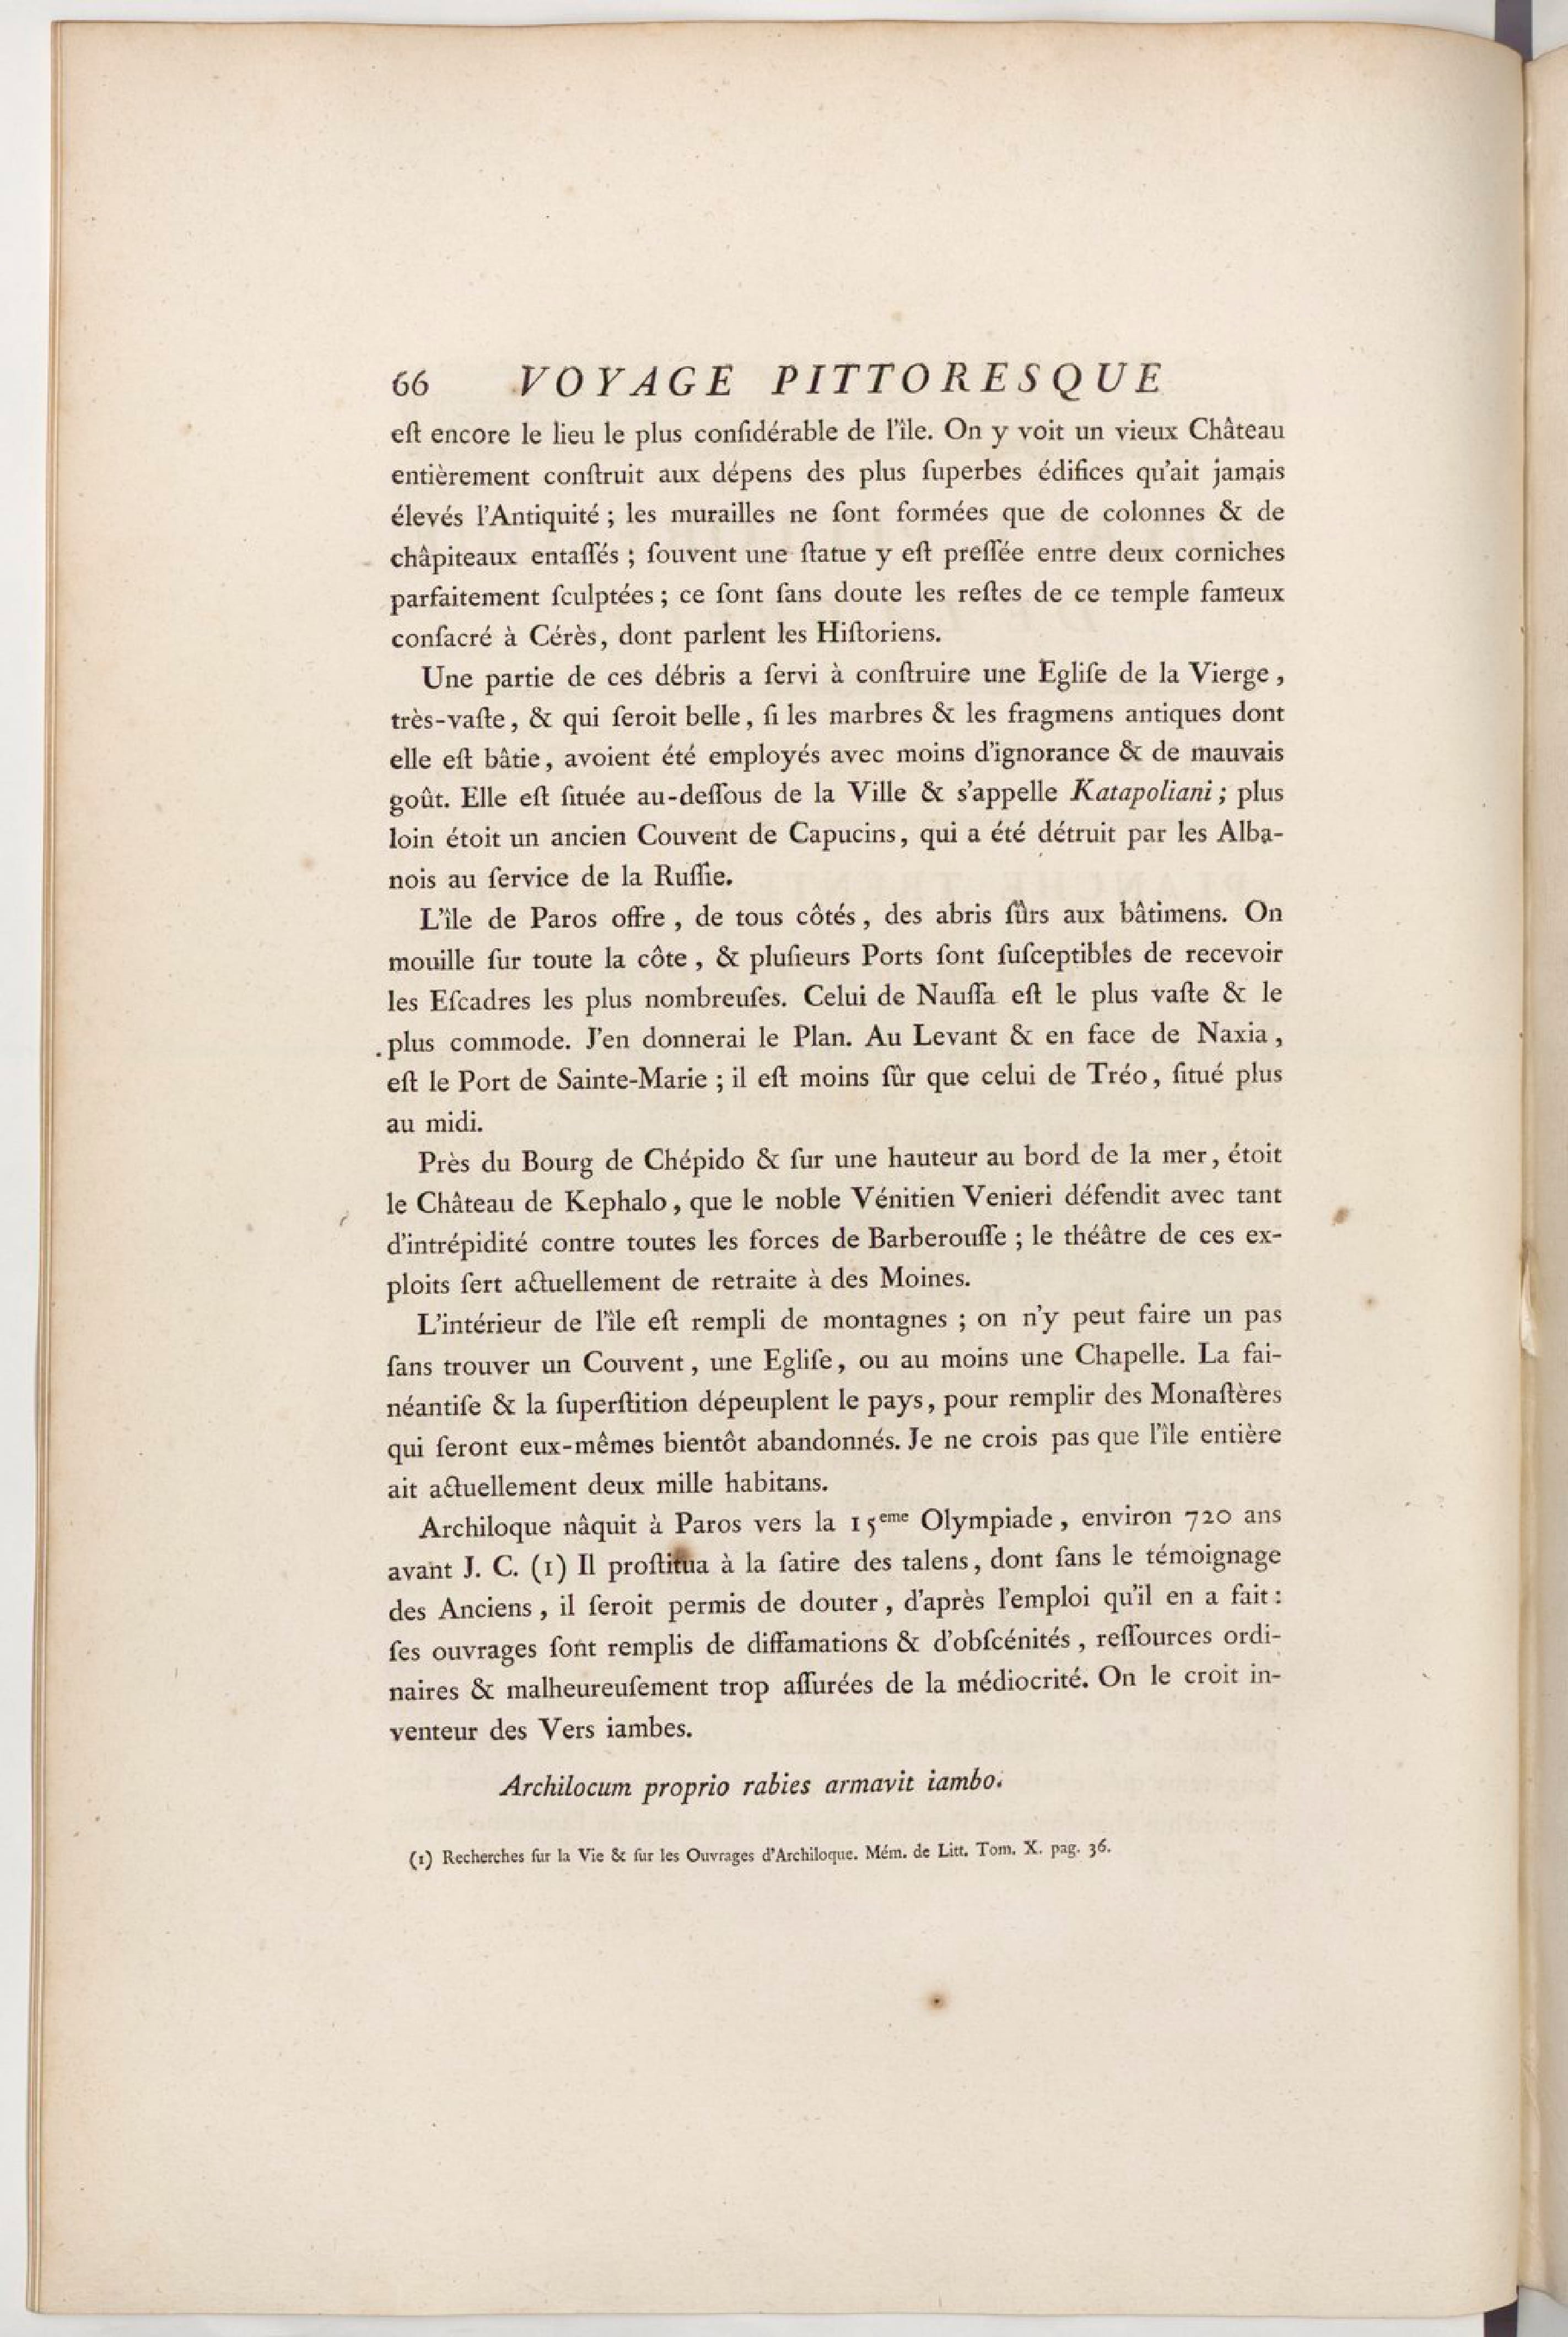 66 VOYAGE PITTORESQUE
eſt encore le lieu le plus conſidérable de l'île. On y voit un vieux Château
entièrement conſtruit aux dépens des plus ſuperbes édifices qu'ait jamais
élevés l'Antiquité ; les murailles ne ſont formées que de colonnes & de
châpiteaux entaſſés ; ſouvent une ſtatue y eſt preſſée entre deux corniches
parfaitement ſculptées ; ce ſont ſans doute les reſtes de ce temple fameux
conſacré à Cérès, dont parlent les Hiſtoriens.
Une partie de ces débris a ſervi à conſtruire une Egliſe de la Vierge ,
très-vaſte , & qui ſeroit belle , ſi les marbres & les fragmens antiques dont
elle eſt bâtie , avoient été employés avec moins d'ignorance & de mauvais
goût. Elle eſt ſituée au-deſſous de la Ville & s'appelle Katapoliani ; plus
loin étoit un ancien Couvent de Capucins , qui a été détruit par les Alba-
nois au ſervice de la Ruſſie.
L'île de Paros offre , de tous côtés , des abris ſûrs aux bâtimens. On
mouille ſur toute la côte , & pluſieurs Ports ſont ſuſceptibles de recevoir
les Eſcadres les plus nombreuſes. Celui de Nauſſa eſt le plus vaſte & le
plus commode. J'en donnerai le Plan. Au Levant & en face de Naxia ,
eſt le Port de Sainte-Marie ; il eſt moins ſûr que celui de Tréo , ſitué plus
au midi.
Près du Bourg de Chépido & ſur une hauteur au bord de la mer , étoit
le Château de Kephalo , que le noble Vénitien Venieri défendit avec tant
d'intrépidité contre toutes les forces de Barberouſſe ; le théâtre de ces ex-
ploits ſert actuellement de retraite à des Moines.
L'intérieur de l'île eſt rempli de montagnes ; on n'y peut faire un pas
ſans trouver un Couvent , une Egliſe , ou au moins une Chapelle. La fai-
néantiſe & la ſuperſtition dépeuplent le pays , pour remplir des Monaſtères
qui ſeront eux-mêmes bientôt abandonnés. Je ne crois pas que l'île entière
ait actuellement deux mille habitans.
Archiloque nâquit à Paros vers la 15eme Olympiade , environ 720 ans
avant J. C. (1) Il proſtitua à la ſatire des talens , dont ſans le témoignage
des Anciens , il ſeroit permis de douter , d'après l'emploi qu'il en a fait :
ſes ouvrages ſont remplis de diffamations & d'obſcénités , reſſources ordi-
naires & malheureuſement trop aſſurées de la médiocrité. On le croit in-
venteur des Vers iambes.
Archilocum proprio rabies armavit iambo.
(1) Recherches ſur la Vie & ſur les Ouvrages d'Archiloque. Mém. de Litt. Tom. X. pag. 36.